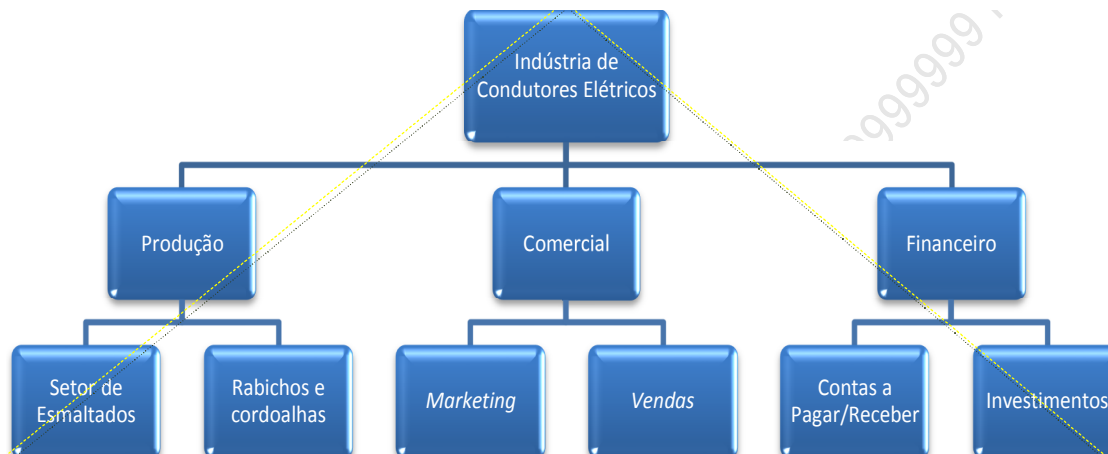 Indústria de
Condutores Elétricos
Produção
Comercial
Financeiro
Setor de
Esmaltados
Rabichos e
cordoalhas
Marketing
Vendas
Contas a
Pagar/Receber
Investimentos